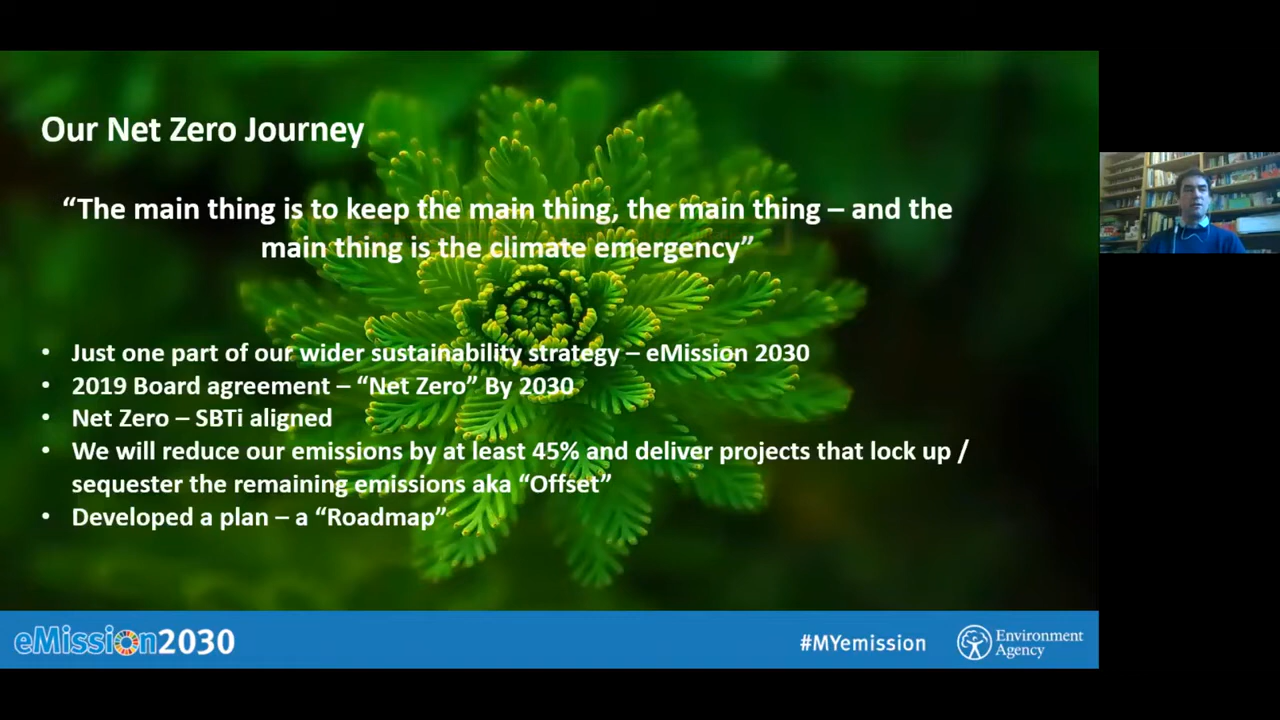 Our Net Zero Journey
“The main thing is to keep the main thing, the main thing – and the
main thing is the climate emergency”
• Just one part of our wider sustainability strategy – eMission 2030
• 2019 Board agreement – “Net Zero” By 2030
• Net Zero – SBTi aligned
• We will reduce our emissions by at least 45% and deliver projects that lock up /
sequester the remaining emissions aka “Offset”
• Developed a plan – a “Roadmap”
eMission2030
#MYemission
Environment
Agency